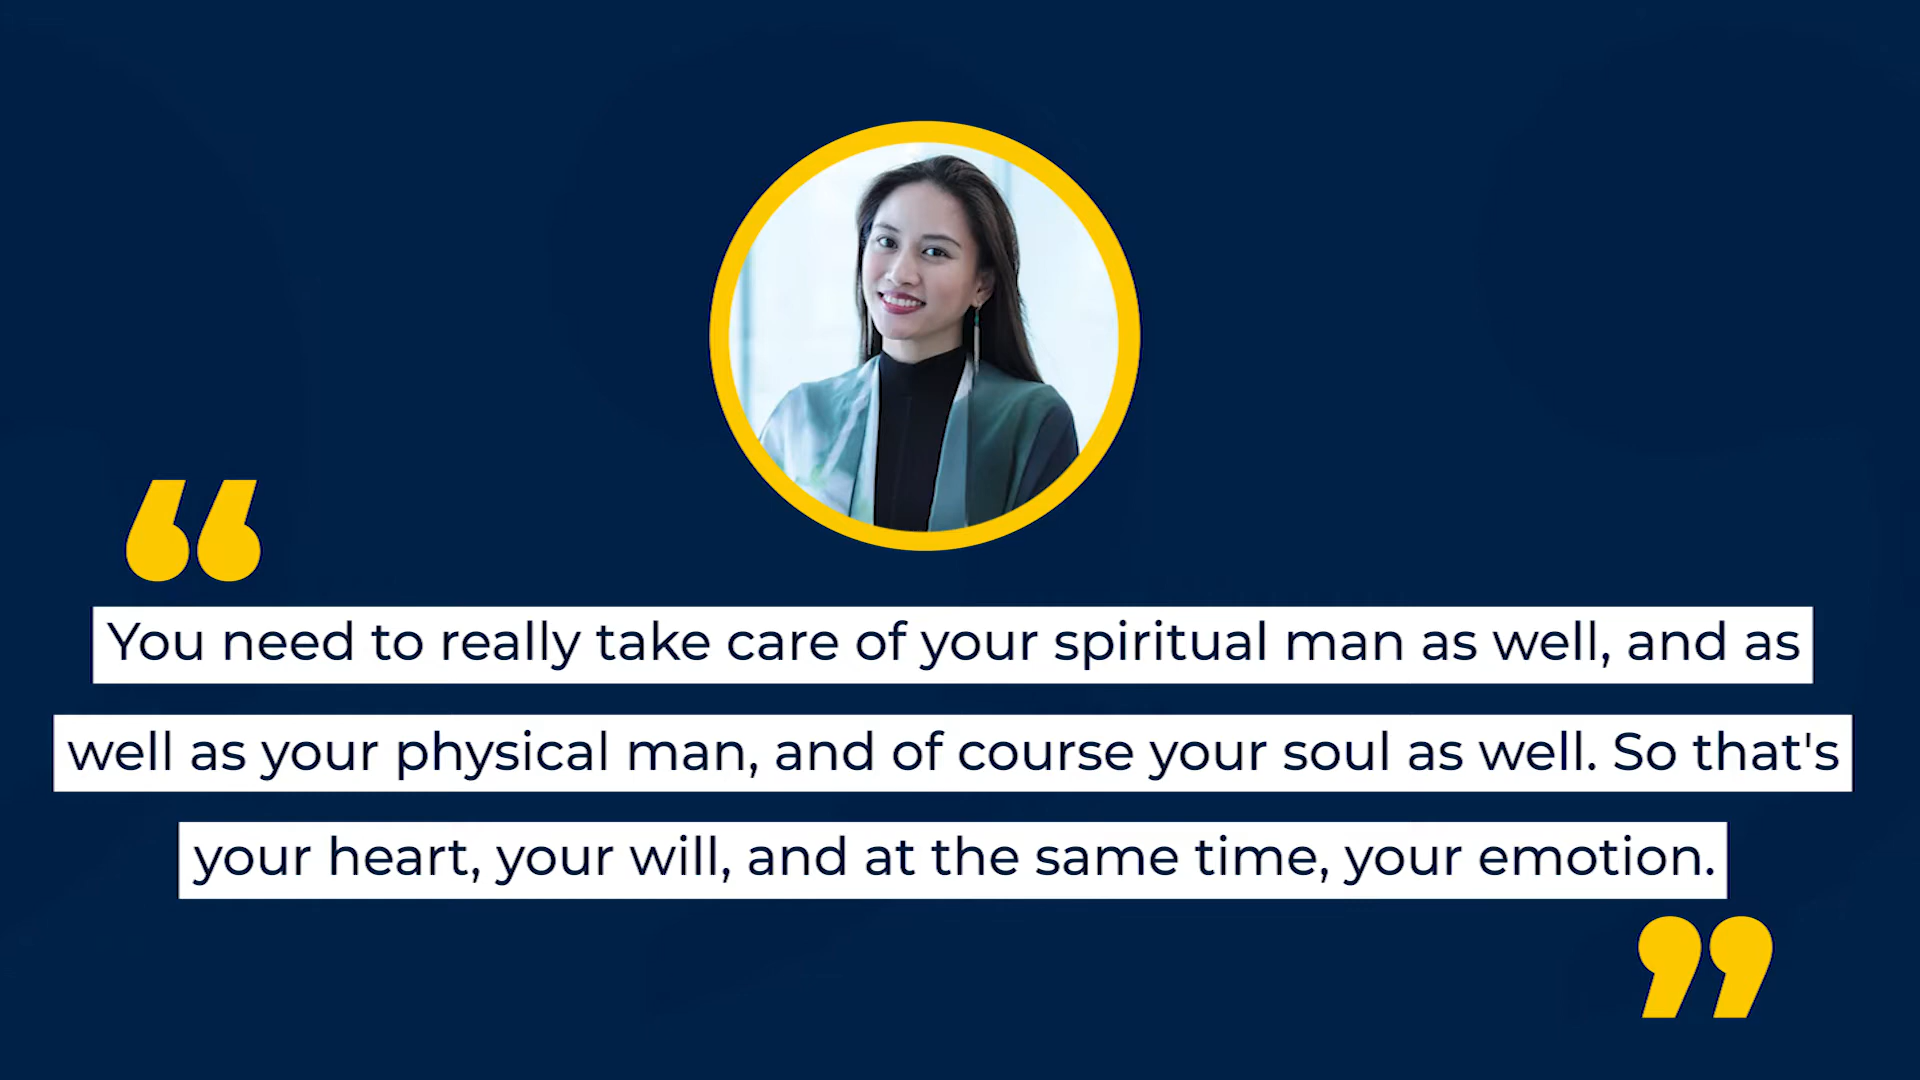 “
You need to really take care of your spiritual man as well, and as
well as your physical man, and of course your soul as well. So that's
your heart, your will, and at the same time, your emotion.
”